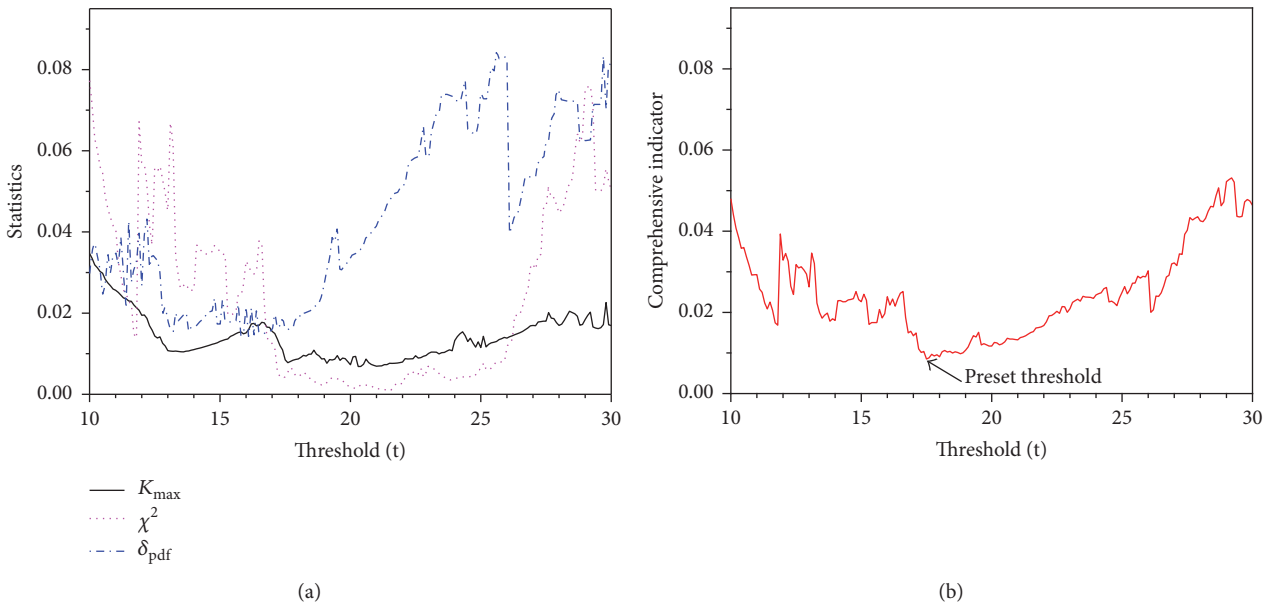 0.08
0.06
0.04
0.02
0.00
Statistics
10 15 20 25 30
Threshold (t)
K_max
χ²
δ_pdf
(a)
0.08
0.06
0.04
0.02
0.00
Comprehensive indicator
Preset threshold
10 15 20 25 30
Threshold (t)
(b)